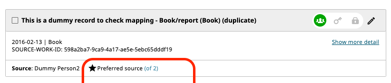 This is a dummy record to check mapping - Book/report (Book) (duplicate)
2016-02-13 | Book
SOURCE-WORK-ID: 598a2ba7-9ca9-4a17-ae5e-5ebc65dddf19
Show more detail
Source: Dummy Person2 ★ Preferred source (of 2)